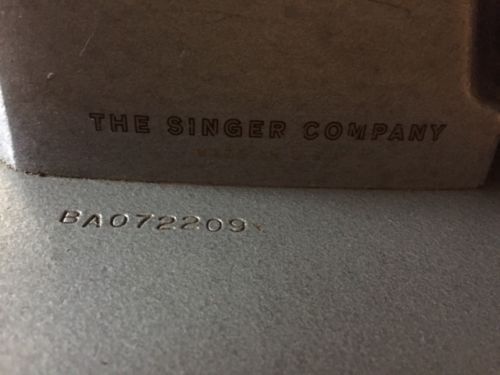 THE SINGER COMPANY
BA072209